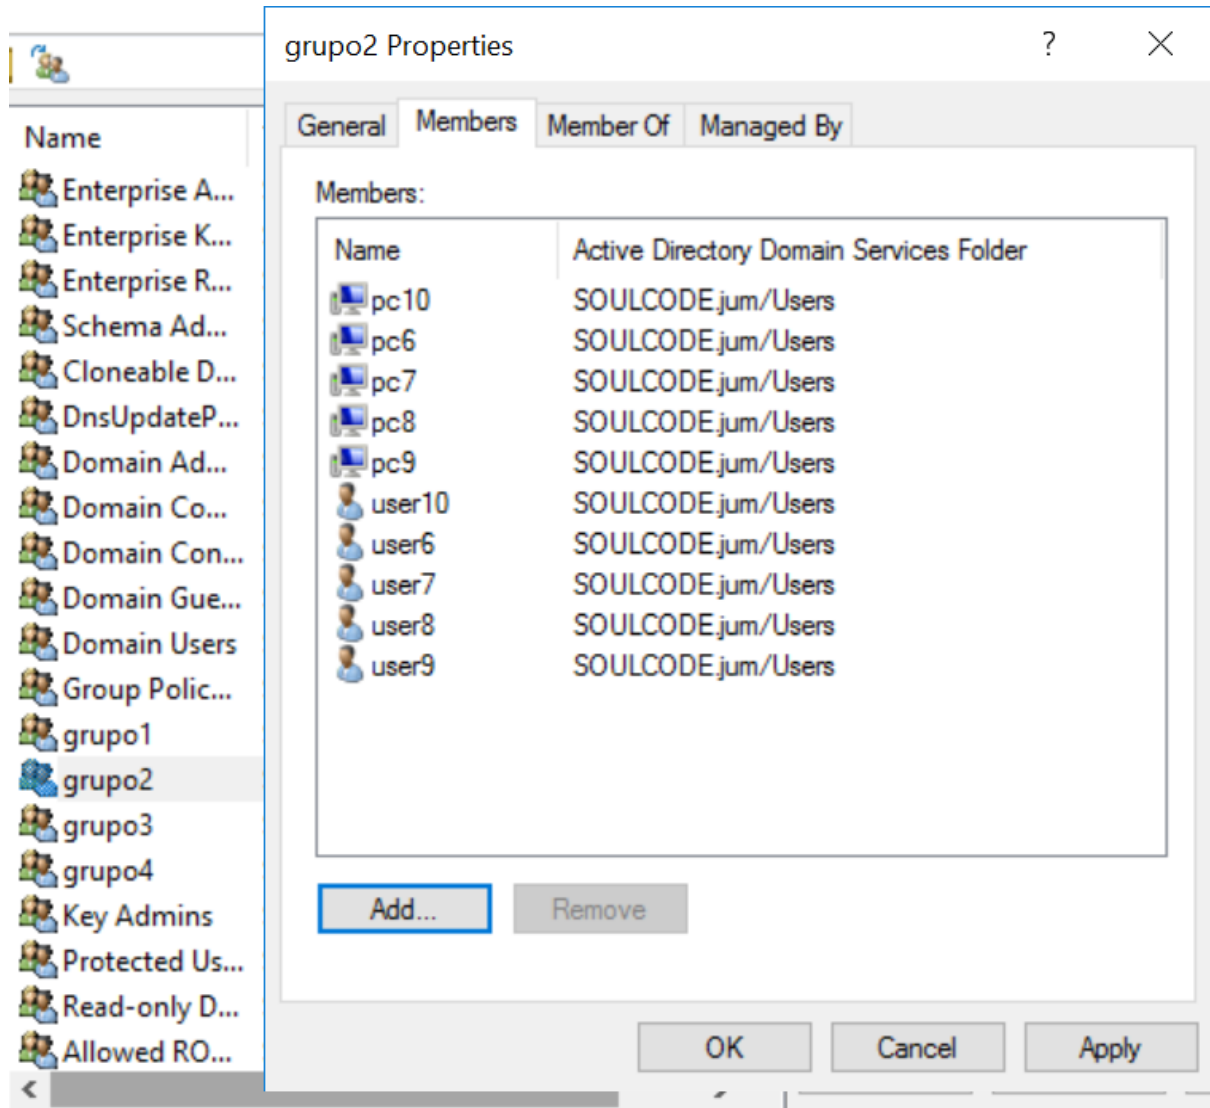 grupo2 Properties
?
Name
Enterprise A...
Enterprise K...
Enterprise R...
Schema Ad...
Cloneable D...
DnsUpdateP...
Domain Ad...
Domain Co...
Domain Con...
Domain Gue...
Domain Users
Group Polic...
grupo1
grupo2
grupo3
grupo4
Key Admins
Protected Us...
Read-only D...
Allowed RO...
General Members Member Of Managed By
Members:
Name Active Directory Domain Services Folder
pc10 SOULCODE.jum/Users
pc6 SOULCODE.jum/Users
pc7 SOULCODE.jum/Users
pc8 SOULCODE.jum/Users
pc9 SOULCODE.jum/Users
user10 SOULCODE.jum/Users
user6 SOULCODE.jum/Users
user7 SOULCODE.jum/Users
user8 SOULCODE.jum/Users
user9 SOULCODE.jum/Users
Add... Remove
OK Cancel Apply